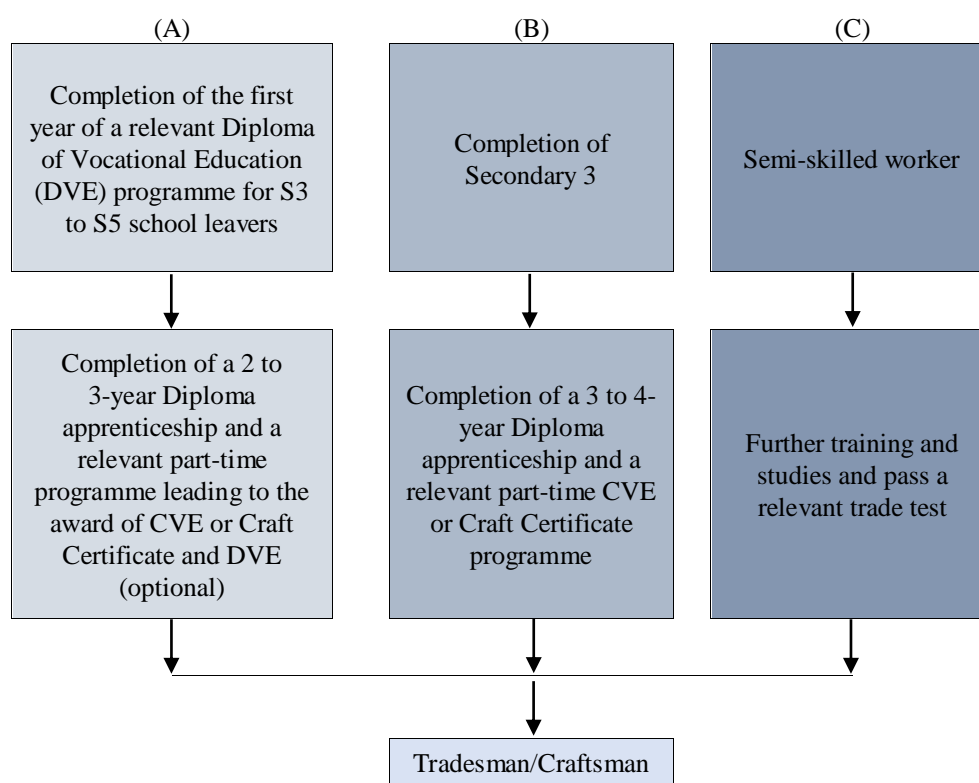 (A)
Completion of the first
year of a relevant Diploma
of Vocational Education
(DVE) programme for S3
to S5 school leavers
Completion of a 2 to
3-year Diploma
apprenticeship and a
relevant part-time
programme leading to the
award of CVE or Craft
Certificate and DVE
(optional)
(B)
Completion of
Secondary 3
Completion of a 3 to 4-
year Diploma
apprenticeship and a
relevant part-time CVE
or Craft Certificate
programme
(C)
Semi-skilled worker
Further training and
studies and pass a
relevant trade test
Tradesman/Craftsman